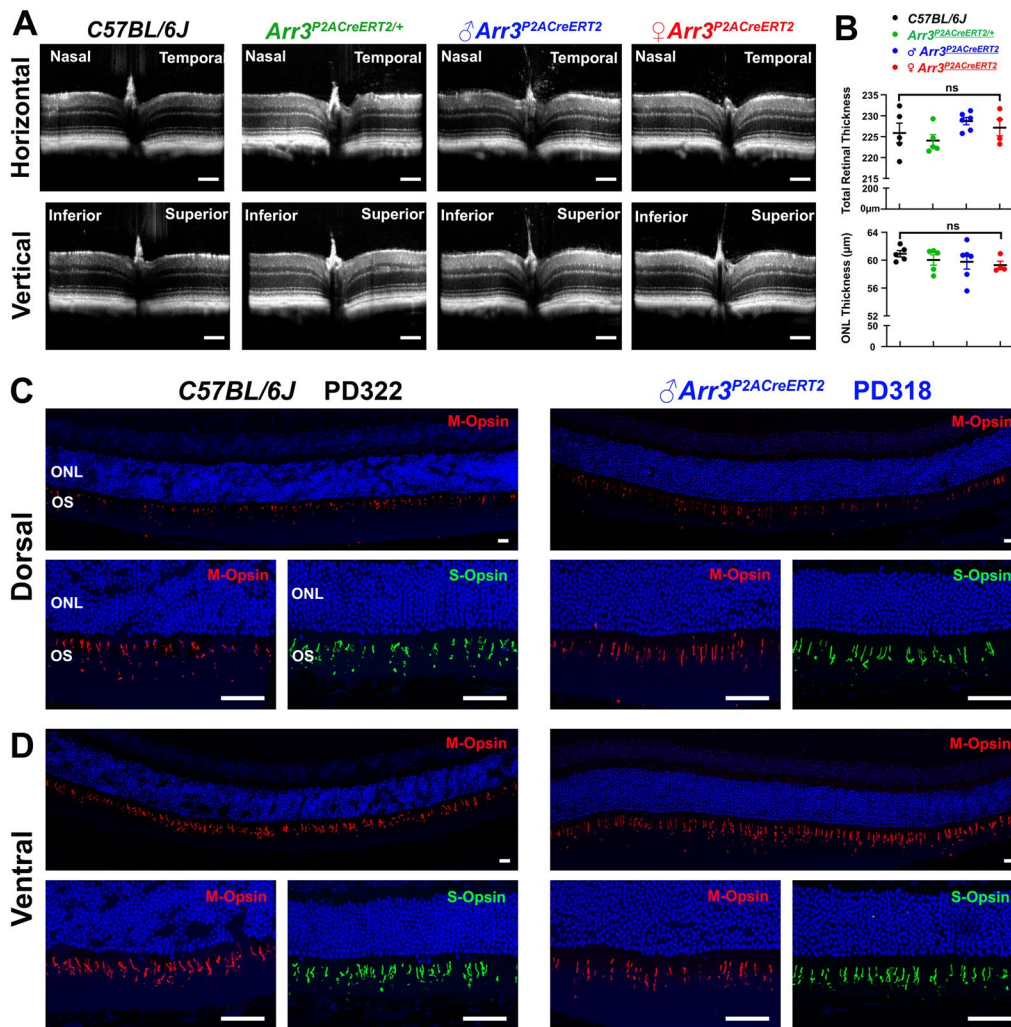 A
C57BL/6J
Arr3P2ACreERT2/+
♂Arr3P2ACreERT2
♀Arr3P2ACreERT2
Horizontal
Nasal Temporal
Nasal Temporal
Nasal Temporal
Nasal Temporal
Vertical
Inferior Superior
Inferior Superior
Inferior Superior
Inferior Superior
B
C57BL/6J
Arr3P2ACreERT2/+
♂ Arr3P2ACreERT2
♀ Arr3P2ACreERT2
Total Retinal Thickness
ns
235
230
225
220
215
200
0µm
ONL Thickness (µm)
ns
64
60
56
52
50
0
C
C57BL/6J PD322
♂Arr3P2ACreERT2 PD318
Dorsal
M-Opsin
ONL
OS
M-Opsin
M-Opsin
ONL
OS
S-Opsin
ONL
OS
M-Opsin
S-Opsin
D
Ventral
M-Opsin
M-Opsin
M-Opsin
S-Opsin
M-Opsin
S-Opsin